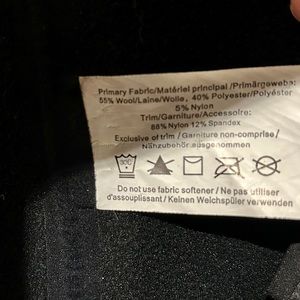 Primary Fabric/Matériel principal /Primärgewebe:
55% Wool/Laine/Wolle, 40% Polyester/Polyéster
5% Nylon
Trim/Garniture/Accessoire:
88% Nylon 12% Spandex
Exclusive of trim / Garniture non-comprise/
Nähzubehör ausgenommen
Do not use fabric softener / Ne pas utiliser
d'assouplissant / Keinen Weichspüler verwenden